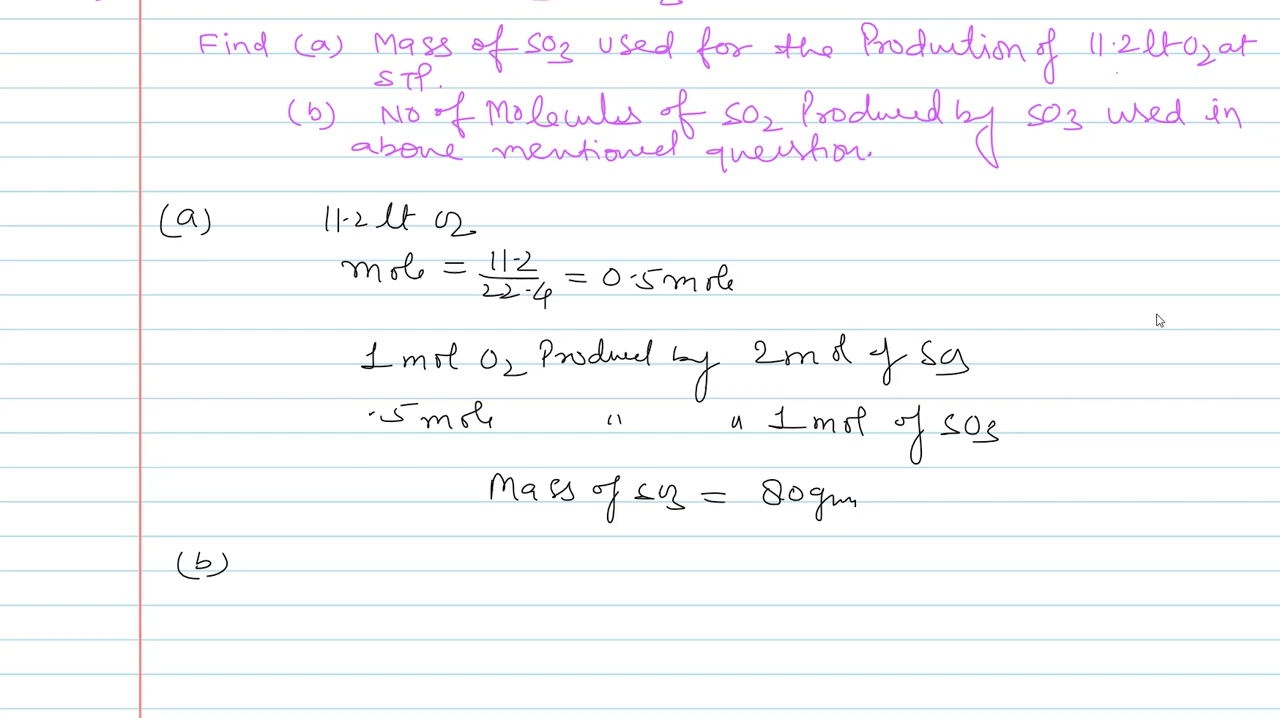 Find (a) Mass of SO3 used for the Production of 11.2 lt O2 at
STP.
(b) No of Molecules of SO2 Produced by SO3 used in
above mentioned question.
(a) 11.2 lt O2
mole = 11.2/22.4 = 0.5 mole
1 mol O2 Produced by 2 mol of SO3
.5 mole " " 1 mol of SO3
Mass of SO3 = 80 gm
(b)